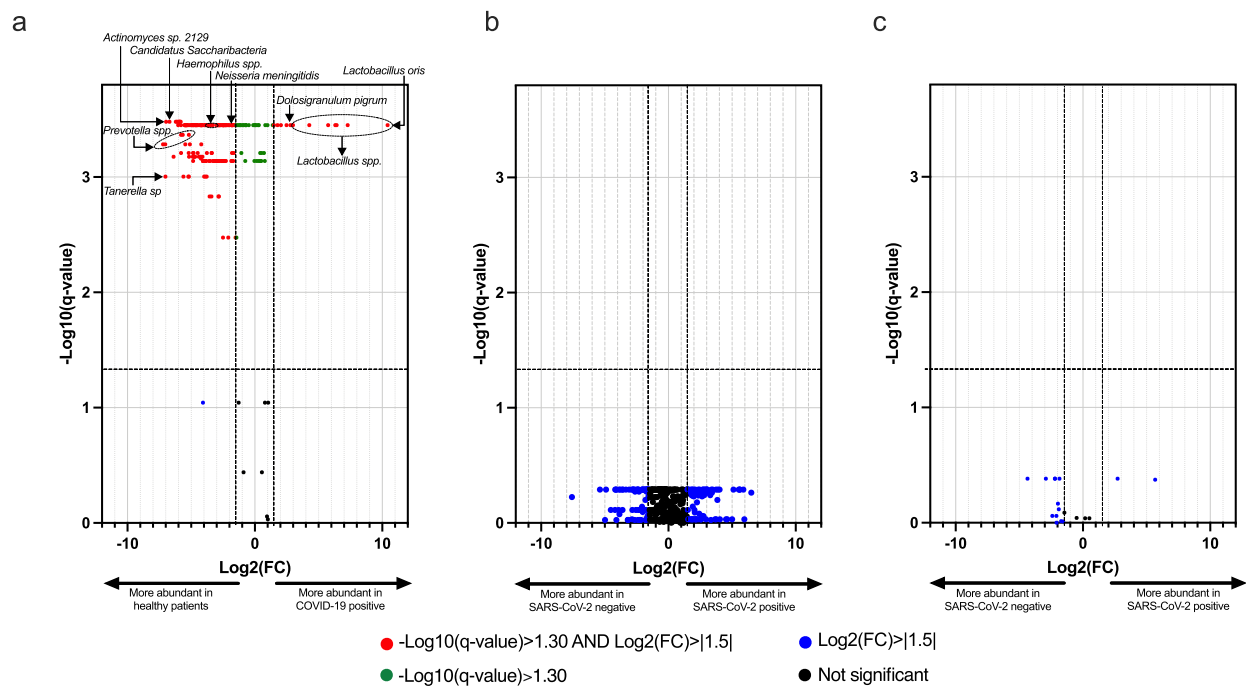 a
b
c
Actinomyces sp. 2129
Candidatus Saccharibacteria
Haemophilus spp.
Neisseria meningitidis
Lactobacillus oris
Dolosigranulum pigrum
Prevotella spp.
Lactobacillus spp.
Tanerella sp
-Log10(q-value)
3
2
1
0
-10
0
10
Log2(FC)
More abundant in
healthy patients
More abundant in
COVID-19 positive
-Log10(q-value)
3
2
1
0
-10
0
10
Log2(FC)
More abundant in
SARS-CoV-2 negative
More abundant in
SARS-CoV-2 positive
-Log10(q-value)
3
2
1
0
-10
0
10
Log2(FC)
More abundant in
SARS-CoV-2 negative
More abundant in
SARS-CoV-2 positive
-Log10(q-value)>1.30 AND Log2(FC)>|1.5|
Log2(FC)>|1.5|
-Log10(q-value)>1.30
Not significant